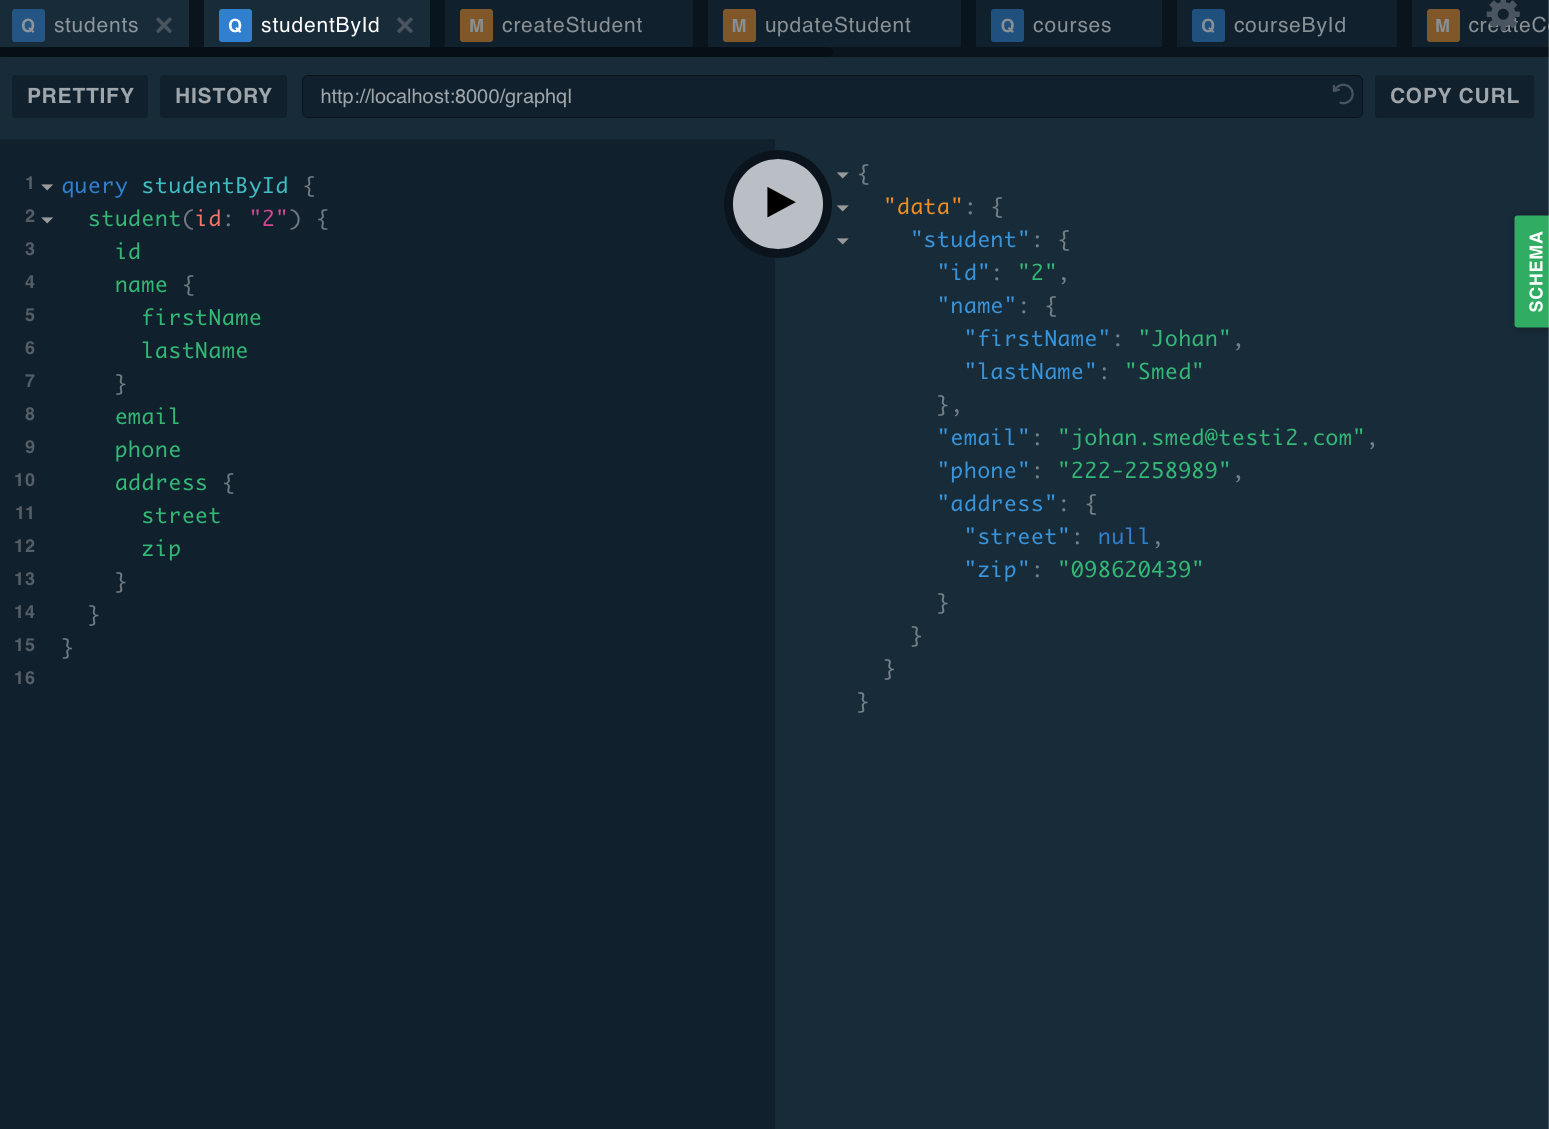 Q students Q studentById M createStudent M updateStudent Q courses Q courseById M createC
PRETTIFY HISTORY http://localhost:8000/graphql COPY CURL
1 query studentById {
2 student(id: "2") {
3 id
4 name {
5 firstName
6 lastName
7 }
8 email
9 phone
10 address {
11 street
12 zip
13 }
14 }
15 }
16
{
"data": {
"student": {
"id": "2",
"name": {
"firstName": "Johan",
"lastName": "Smed"
},
"email": "johan.smed@testi2.com",
"phone": "222-2258989",
"address": {
"street": null,
"zip": "098620439"
}
}
}
}
SCHEMA